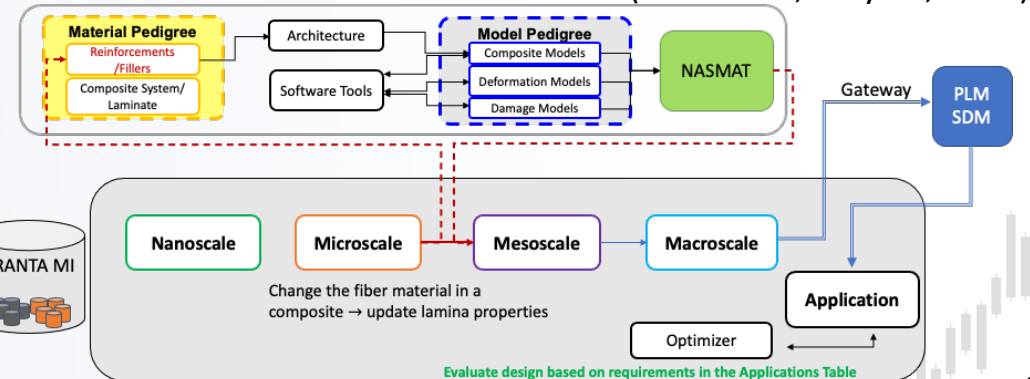 Material Pedigree
Reinforcements
/Fillers
Composite System/
Laminate
Architecture
Software Tools
Model Pedigree
Composite Models
Deformation Models
Damage Models
NASMAT
Gateway
PLM
SDM
RANTA MI
Nanoscale
Microscale
Mesoscale
Macroscale
Change the fiber material in a
composite → update lamina properties
Application
Optimizer
Evaluate design based on requirements in the Applications Table